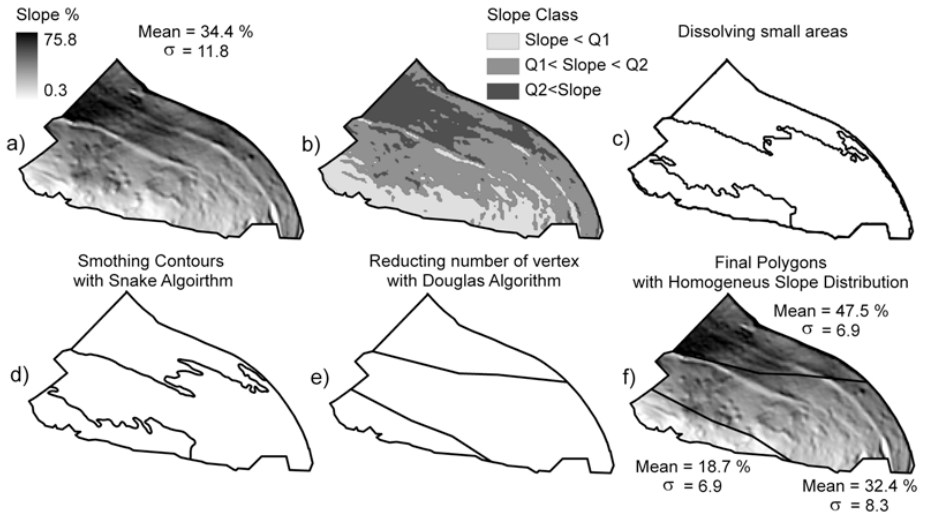 Slope %
75.8
0.3
Mean = 34.4 %
σ = 11.8
a)
Slope Class
Slope < Q1
Q1< Slope < Q2
Q2<Slope
b)
Dissolving small areas
c)
Smothing Contours
with Snake Algoirthm
d)
Reducting number of vertex
with Douglas Algorithm
e)
Final Polygons
with Homogeneus Slope Distribution
Mean = 47.5 %
σ = 6.9
f)
Mean = 18.7 %
σ = 6.9
Mean = 32.4 %
σ = 8.3